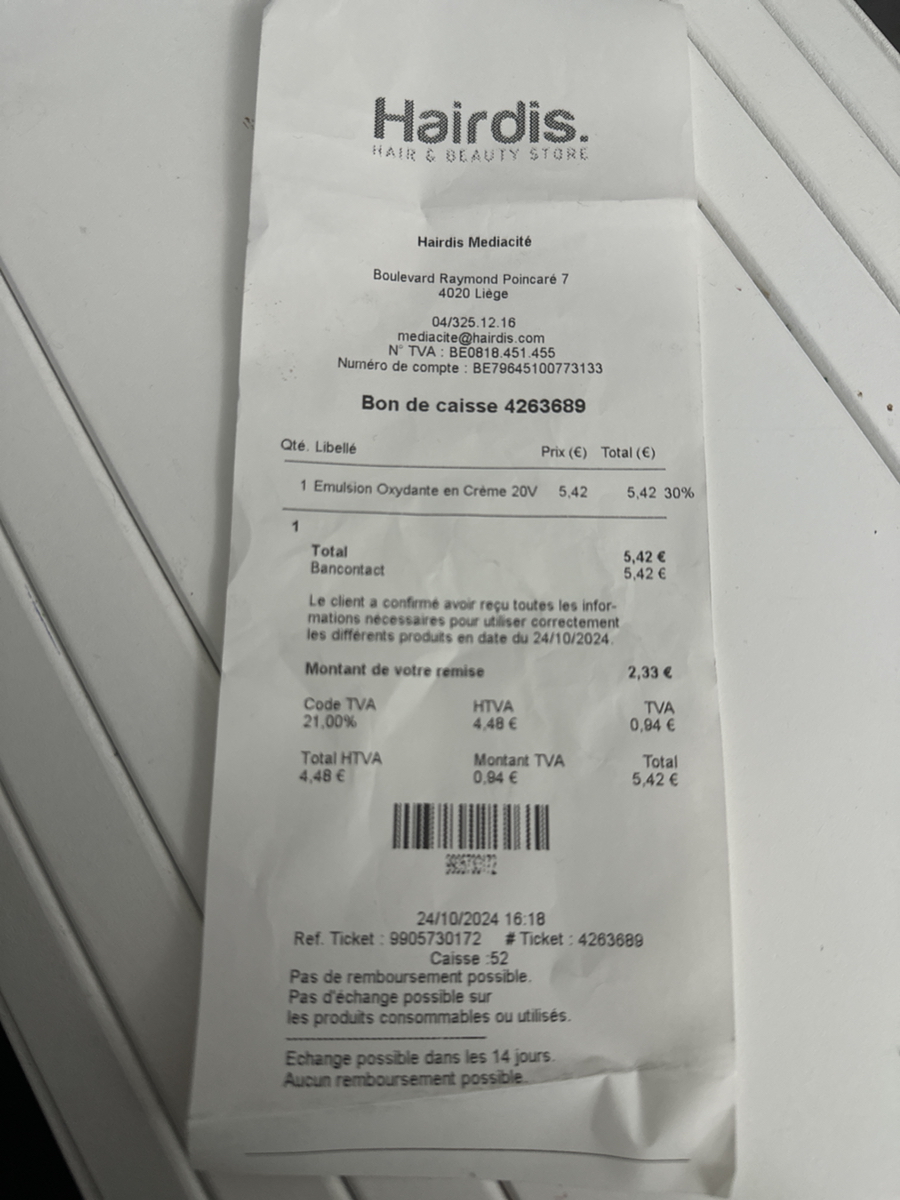 Hairdis.
HAIR & BEAUTY STORE
Hairdis Mediacité
Boulevard Raymond Poincaré 7
4020 Liège
04/325.12.16
mediacite@hairdis.com
N° TVA : BE0818.451.455
Numéro de compte : BE79645100773133
Bon de caisse 4263689
Qté. Libellé Prix (€) Total (€)
1 Emulsion Oxydante en Crème 20V 5,42 5,42 30%
1
Total 5,42 €
Bancontact 5,42 €
Le client a confirmé avoir reçu toutes les infor-
mations nécessaires pour utiliser correctement
les différents produits en date du 24/10/2024.
Montant de votre remise 2,33 €
Code TVA HTVA TVA
21,00% 4,48 € 0,94 €
Total HTVA Montant TVA Total
4,48 € 0,94 € 5,42 €
24/10/2024 16:18
Ref. Ticket : 9905730172 # Ticket : 4263689
Caisse :52
Pas de remboursement possible.
Pas d'échange possible sur
les produits consommables ou utilisés.
Echange possible dans les 14 jours.
Aucun remboursement possible.